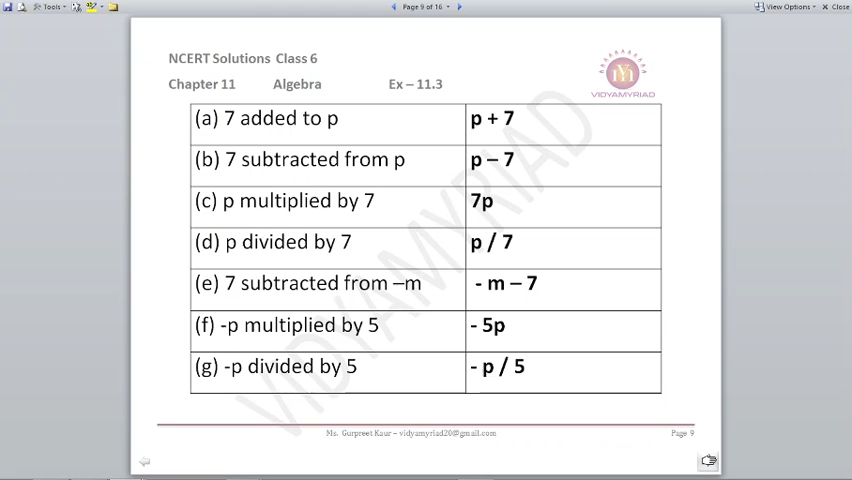 Tools
Page 9 of 16
View Options
Close
NCERT Solutions Class 6
Chapter 11 Algebra Ex – 11.3
VIDYAMYRIAD
(a) 7 added to p p + 7
(b) 7 subtracted from p p – 7
(c) p multiplied by 7 7p
(d) p divided by 7 p / 7
(e) 7 subtracted from –m - m – 7
(f) -p multiplied by 5 - 5p
(g) -p divided by 5 - p / 5
VIDYAMYRIAD
Ms. Gurpreet Kaur – vidyamyriad20@gmail.com Page 9